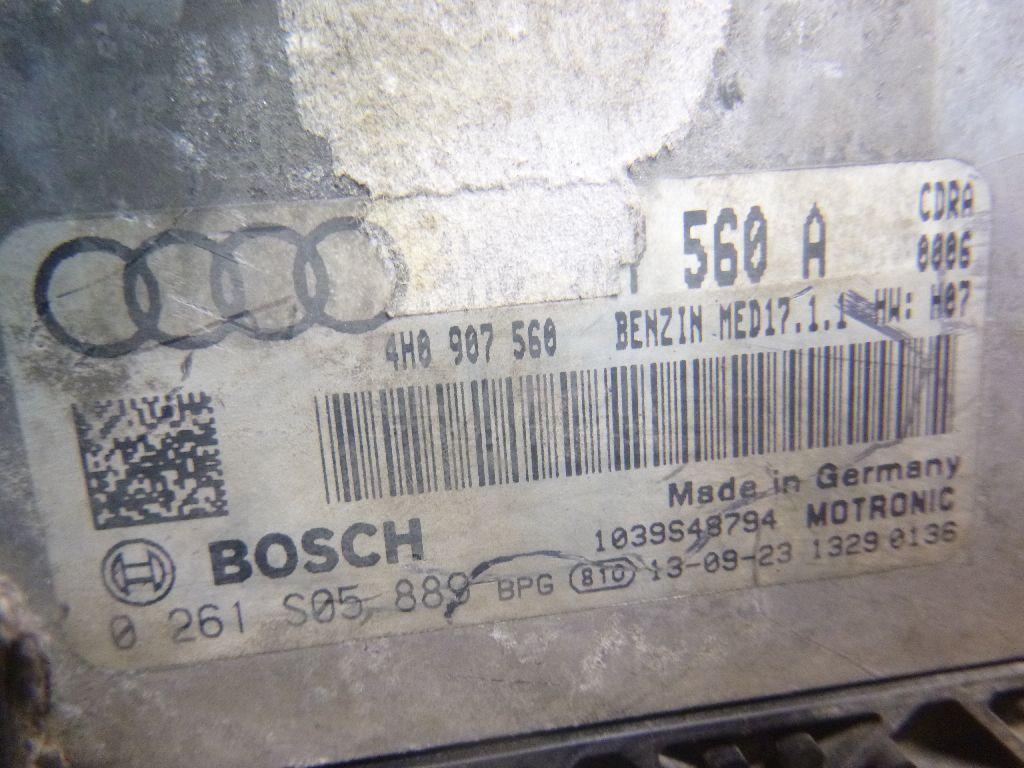 560 A CDRA
0006
4H0 907 560 BENZIN MED17.1.1 HW: H07
Made in Germany
BOSCH 1039S48794 MOTRONIC
0 261 S05 889 BPG 810 13-09-23 1329 0136